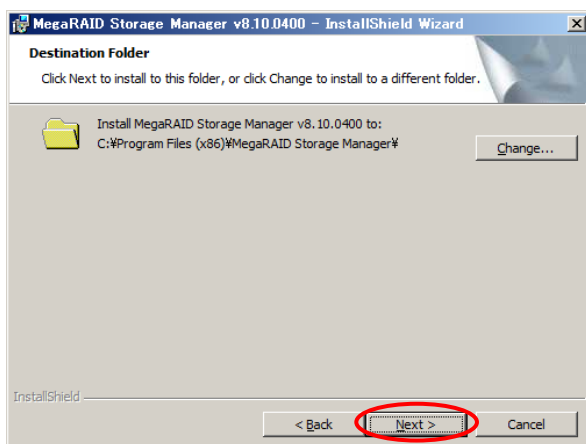 MegaRAID Storage Manager v8.10.0400 - InstallShield Wizard
Destination Folder
Click Next to install to this folder, or click Change to install to a different folder.
Install MegaRAID Storage Manager v8.10.0400 to:
C:¥Program Files (x86)¥MegaRAID Storage Manager¥
Change...
InstallShield
< Back
Next >
Cancel